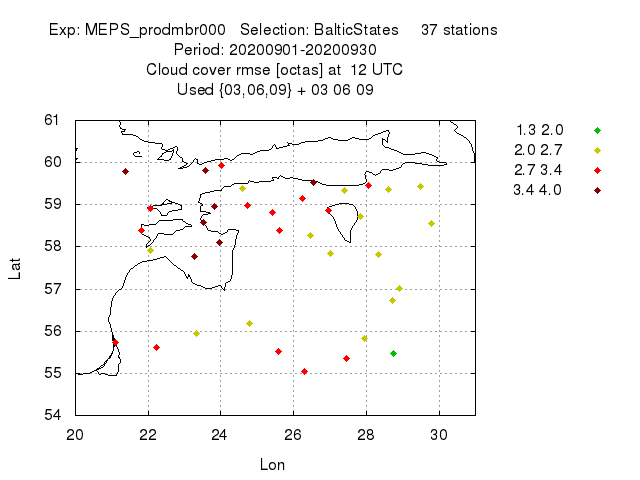 Exp: MEPS_prodmbr000 Selection: BalticStates 37 stations
Period: 20200901-20200930
Cloud cover rmse [octas] at 12 UTC
Used {03,06,09} + 03 06 09
61
60
59
58
57
56
55
54
Lat
20 22 24 26 28 30
Lon
1.3 2.0
2.0 2.7
2.7 3.4
3.4 4.0